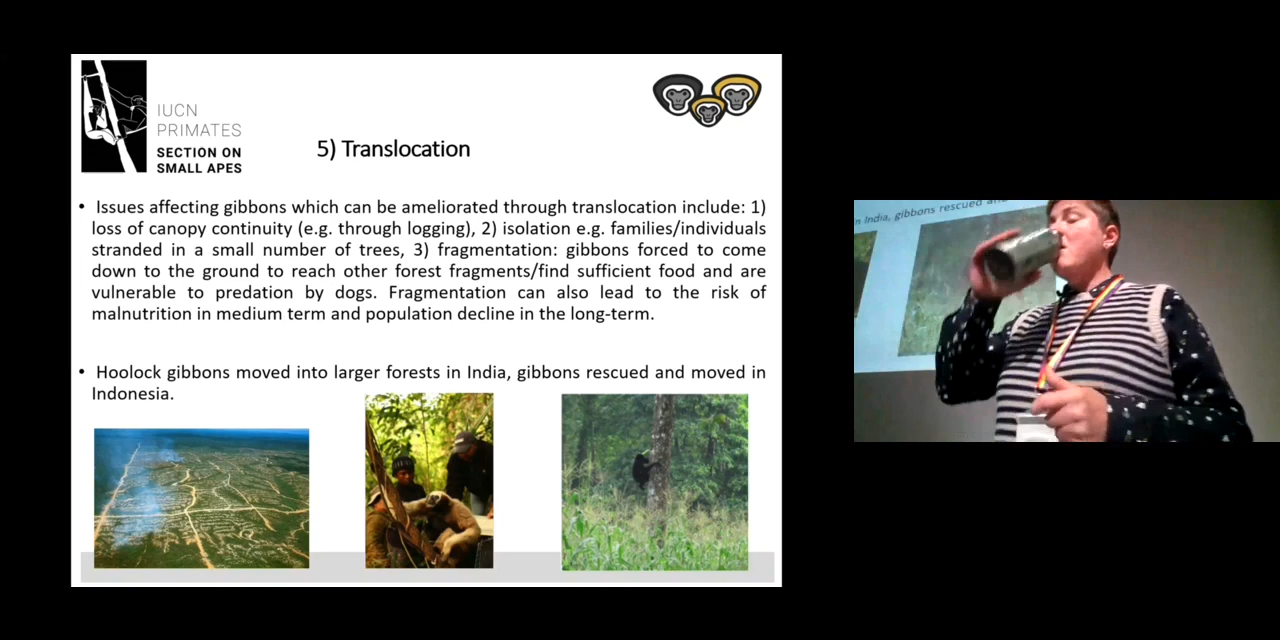 IUCN
PRIMATES
SECTION ON
SMALL APES
5) Translocation
• Issues affecting gibbons which can be ameliorated through translocation include: 1)
loss of canopy continuity (e.g. through logging), 2) isolation e.g. families/individuals
stranded in a small number of trees, 3) fragmentation: gibbons forced to come
down to the ground to reach other forest fragments/find sufficient food and are
vulnerable to predation by dogs. Fragmentation can also lead to the risk of
malnutrition in medium term and population decline in the long-term.
• Hoolock gibbons moved into larger forests in India, gibbons rescued and moved in
Indonesia.
in India, gibbons rescued